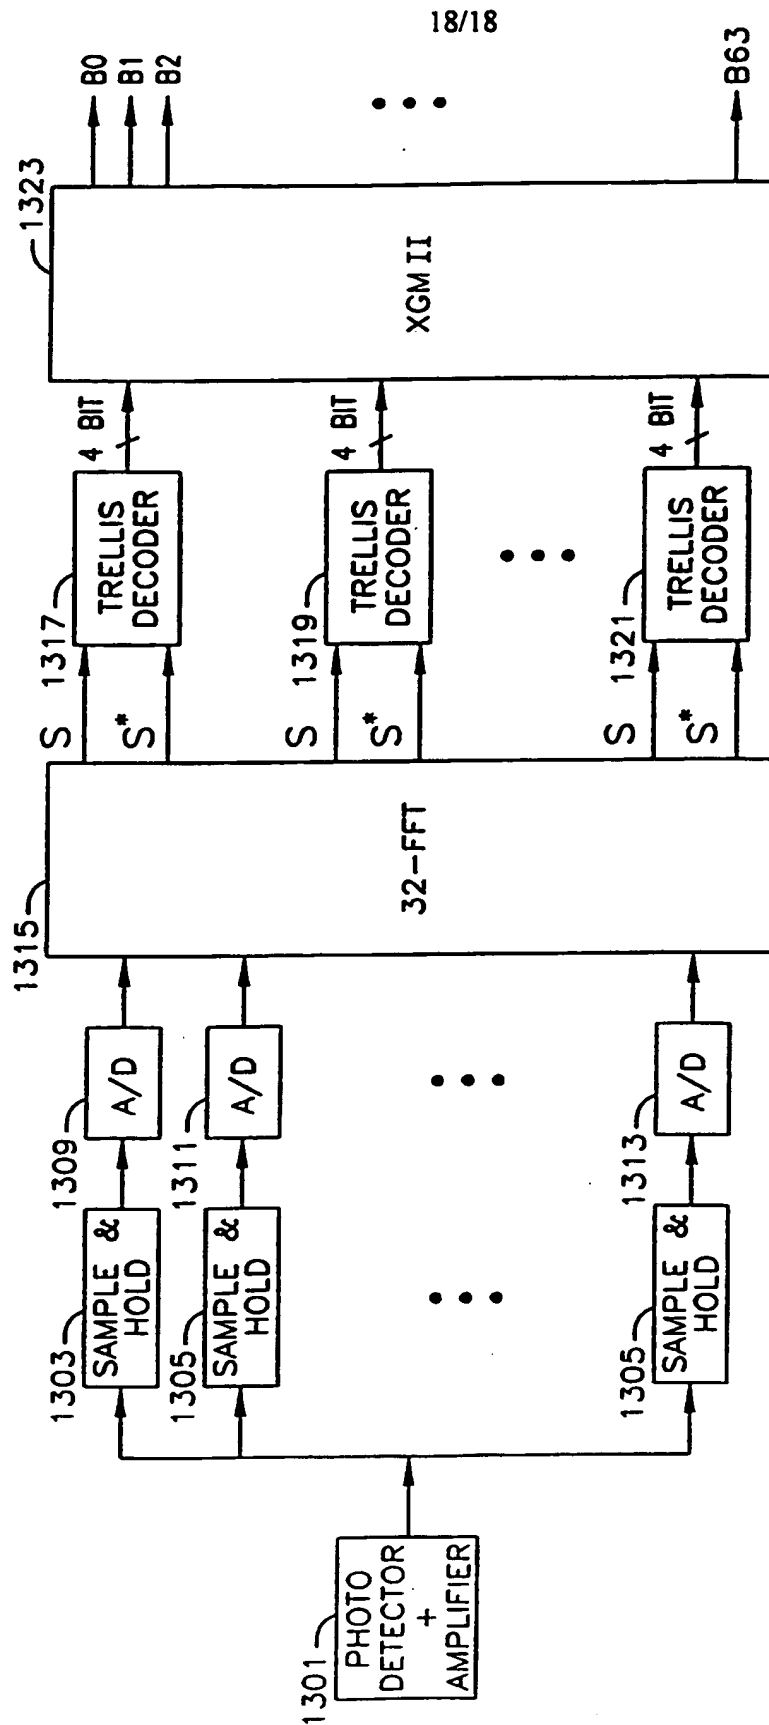 18/18
1301
PHOTO
DETECTOR
+
AMPLIFIER
1303
SAMPLE &
HOLD
1305
SAMPLE &
HOLD
1305
SAMPLE &
HOLD
1309
A/D
1311
A/D
1313
A/D
1315
32-FFT
S
S*
S
S*
S
S*
1317
TRELLIS
DECODER
1319
TRELLIS
DECODER
1321
TRELLIS
DECODER
4 BIT
4 BIT
4 BIT
1323
XGM II
B0
B1
B2
B63